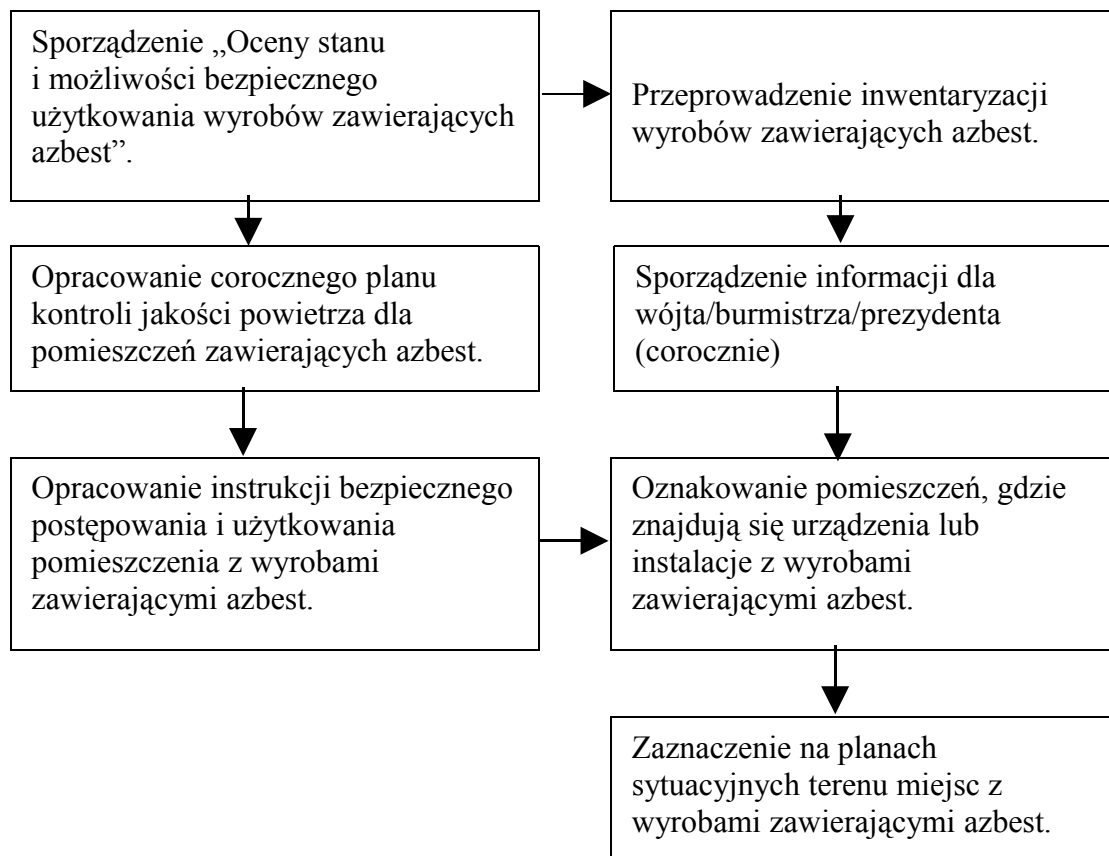 Sporządzenie „Oceny stanu
i możliwości bezpiecznego
użytkowania wyrobów zawierających
azbest”.
Przeprowadzenie inwentaryzacji
wyrobów zawierających azbest.
Opracowanie corocznego planu
kontroli jakości powietrza dla
pomieszczeń zawierających azbest.
Sporządzenie informacji dla
wójta/burmistrza/prezydenta
(corocznie)
Opracowanie instrukcji bezpiecznego
postępowania i użytkowania
pomieszczenia z wyrobami
zawierającymi azbest.
Oznakowanie pomieszczeń, gdzie
znajdują się urządzenia lub
instalacje z wyrobami
zawierającymi azbest.
Zaznaczenie na planach
sytuacyjnych terenu miejsc z
wyrobami zawierającymi azbest.